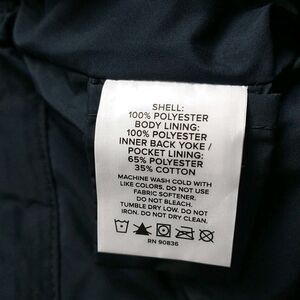 SHELL:
100% POLYESTER
BODY LINING:
100% POLYESTER
INNER BACK YOKE /
POCKET LINING:
65% POLYESTER
35% COTTON
MACHINE WASH COLD WITH
LIKE COLORS. DO NOT USE
FABRIC SOFTENER.
DO NOT BLEACH.
TUMBLE DRY LOW. DO NOT
IRON. DO NOT DRY CLEAN.
RN 90836